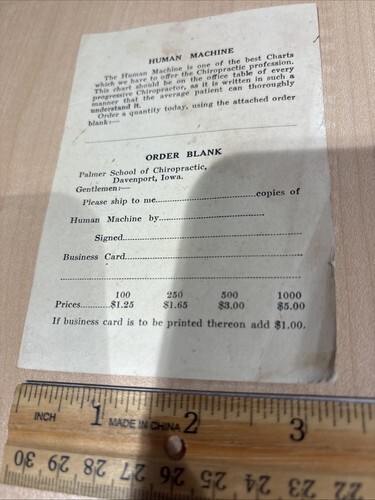 HUMAN MACHINE
The Human Machine is one of the best Charts
which we have to offer the Chiropractic profession.
This chart should be on the office table of every
progressive Chiropractor, as it is written in such a
manner that the average patient can thoroughly
understand it.
Order a quantity today, using the attached order
blank:—
ORDER BLANK
Palmer School of Chiropractic,
Davenport, Iowa.
Gentlemen:—
Please ship to me..............................copies of
Human Machine by..............................
Signed..............................
Business Card..............................
100 250 500 1000
Prices...........$1.25 $1.65 $3.00 $5.00
If business card is to be printed thereon add $1.00.
INCH 1 MADE IN CHINA 2 3
30 29 28 27 26 25 24 23 22